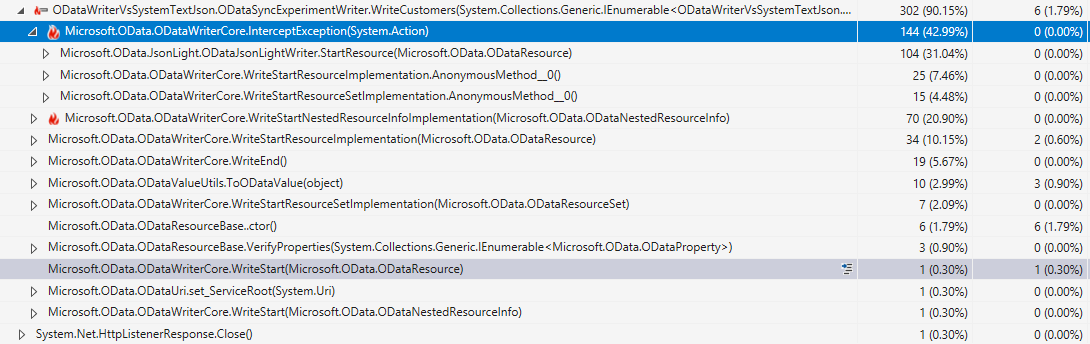 ODataWriterVsSystemTextJson.ODataSyncExperimentWriter.WriteCustomers(System.Collections.Generic.IEnumerable<ODataWriterVsSystemTextJson.... 302 (90.15%) 6 (1.79%)
Microsoft.OData.ODataWriterCore.InterceptException(System.Action) 144 (42.99%) 0 (0.00%)
Microsoft.OData.JsonLight.ODataJsonLightWriter.StartResource(Microsoft.OData.ODataResource) 104 (31.04%) 0 (0.00%)
Microsoft.OData.ODataWriterCore.WriteStartResourceImplementation.AnonymousMethod__0() 25 (7.46%) 0 (0.00%)
Microsoft.OData.ODataWriterCore.WriteStartResourceSetImplementation.AnonymousMethod__0() 15 (4.48%) 0 (0.00%)
Microsoft.OData.ODataWriterCore.WriteStartNestedResourceInfoImplementation(Microsoft.OData.ODataNestedResourceInfo) 70 (20.90%) 0 (0.00%)
Microsoft.OData.ODataWriterCore.WriteStartResourceImplementation(Microsoft.OData.ODataResource) 34 (10.15%) 2 (0.60%)
Microsoft.OData.ODataWriterCore.WriteEnd() 19 (5.67%) 0 (0.00%)
Microsoft.OData.ODataValueUtils.ToODataValue(object) 10 (2.99%) 3 (0.90%)
Microsoft.OData.ODataWriterCore.WriteStartResourceSetImplementation(Microsoft.OData.ODataResourceSet) 7 (2.09%) 0 (0.00%)
Microsoft.OData.ODataResourceBase..ctor() 6 (1.79%) 6 (1.79%)
Microsoft.OData.ODataResourceBase.VerifyProperties(System.Collections.Generic.IEnumerable<Microsoft.OData.ODataProperty>) 3 (0.90%) 0 (0.00%)
Microsoft.OData.ODataWriterCore.WriteStart(Microsoft.OData.ODataResource) 1 (0.30%) 1 (0.30%)
Microsoft.OData.ODataUri.set_ServiceRoot(System.Uri) 1 (0.30%) 0 (0.00%)
Microsoft.OData.ODataWriterCore.WriteStart(Microsoft.OData.ODataNestedResourceInfo) 1 (0.30%) 0 (0.00%)
System.Net.HttpListenerResponse.Close() 1 (0.30%) 0 (0.00%)